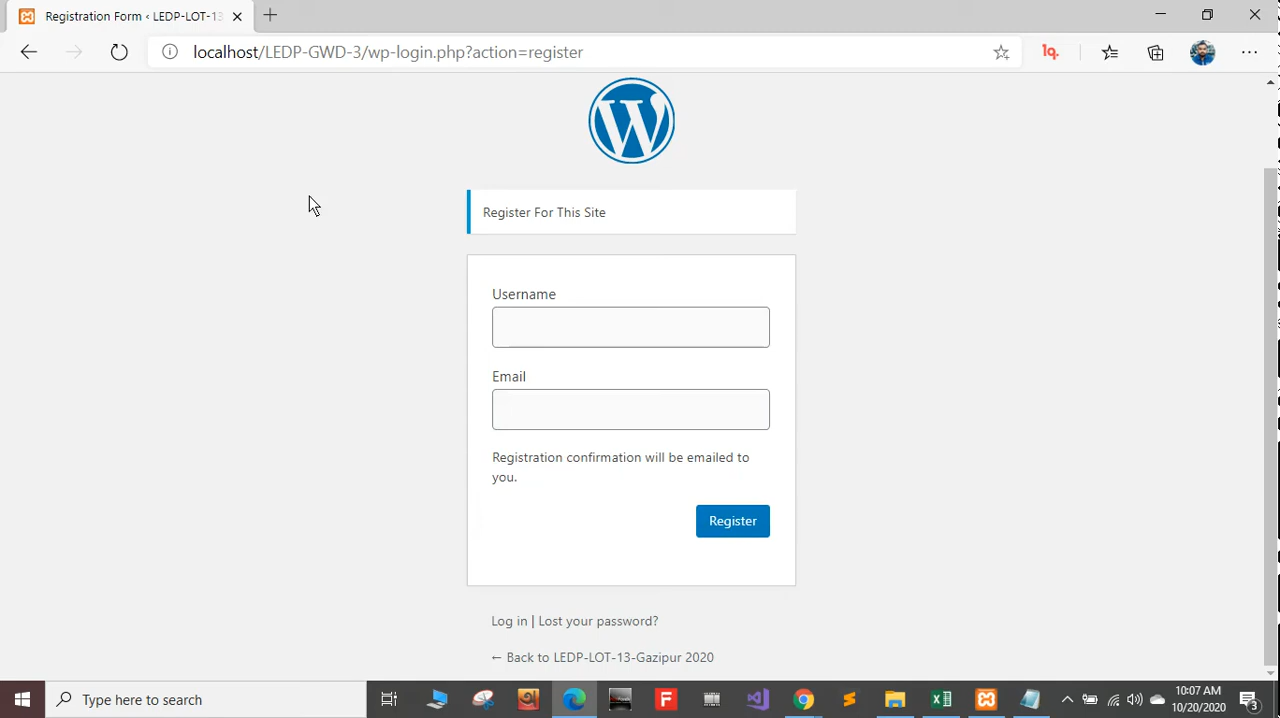 Registration Form ‹ LEDP-LOT-13
localhost/LEDP-GWD-3/wp-login.php?action=register
Register For This Site
Username
Email
Registration confirmation will be emailed to
you.
Register
Log in | Lost your password?
← Back to LEDP-LOT-13-Gazipur 2020
Type here to search
10:07 AM
10/20/2020
3